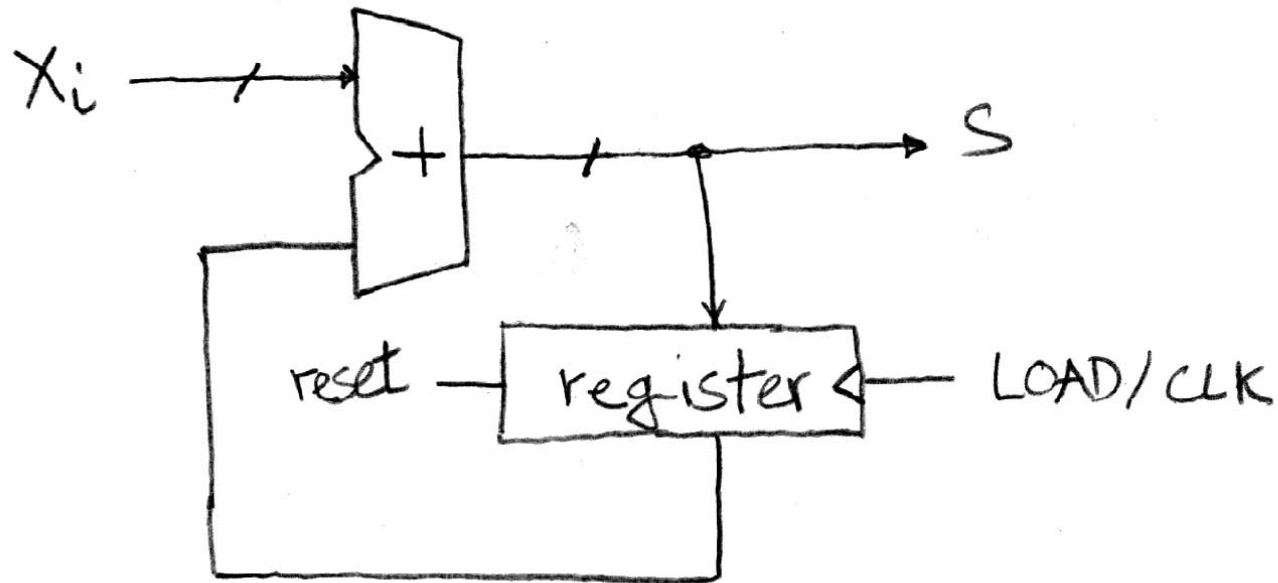 Xi
+
S
reset
register
LOAD/CLK